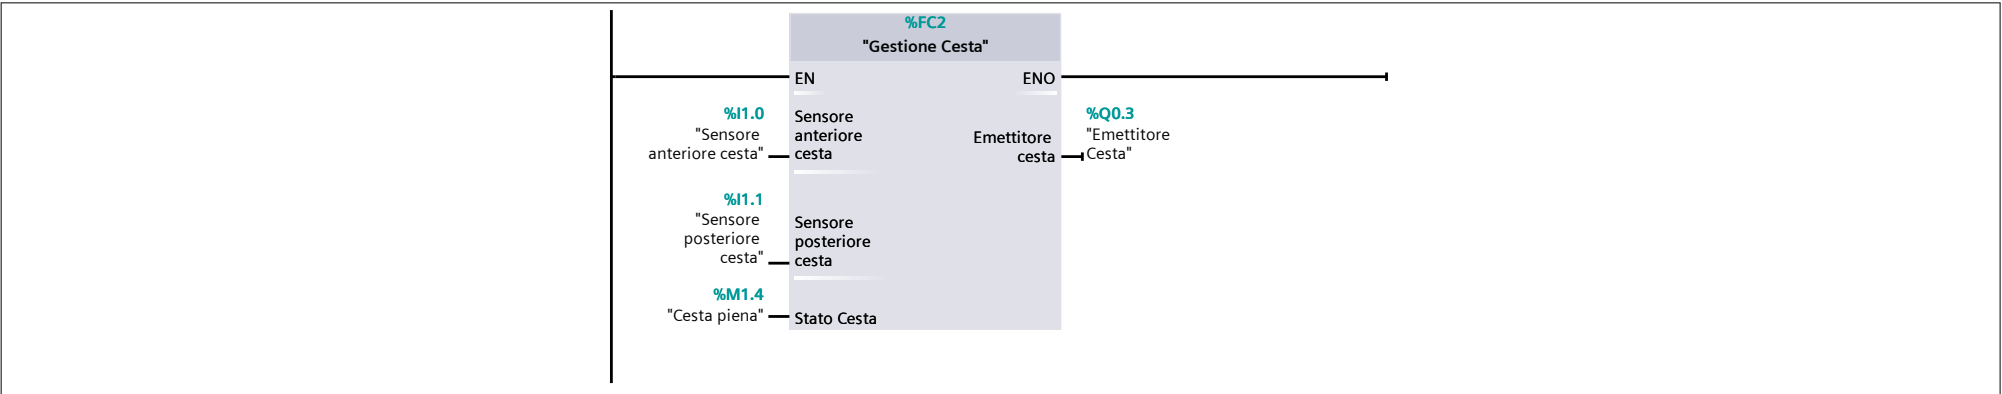 %FC2
"Gestione Cesta"
EN
ENO
%I1.0
"Sensore
anteriore cesta"
Sensore
anteriore
cesta
Emettitore
cesta
%Q0.3
"Emettitore
Cesta"
%I1.1
"Sensore
posteriore
cesta"
Sensore
posteriore
cesta
%M1.4
"Cesta piena"
Stato Cesta